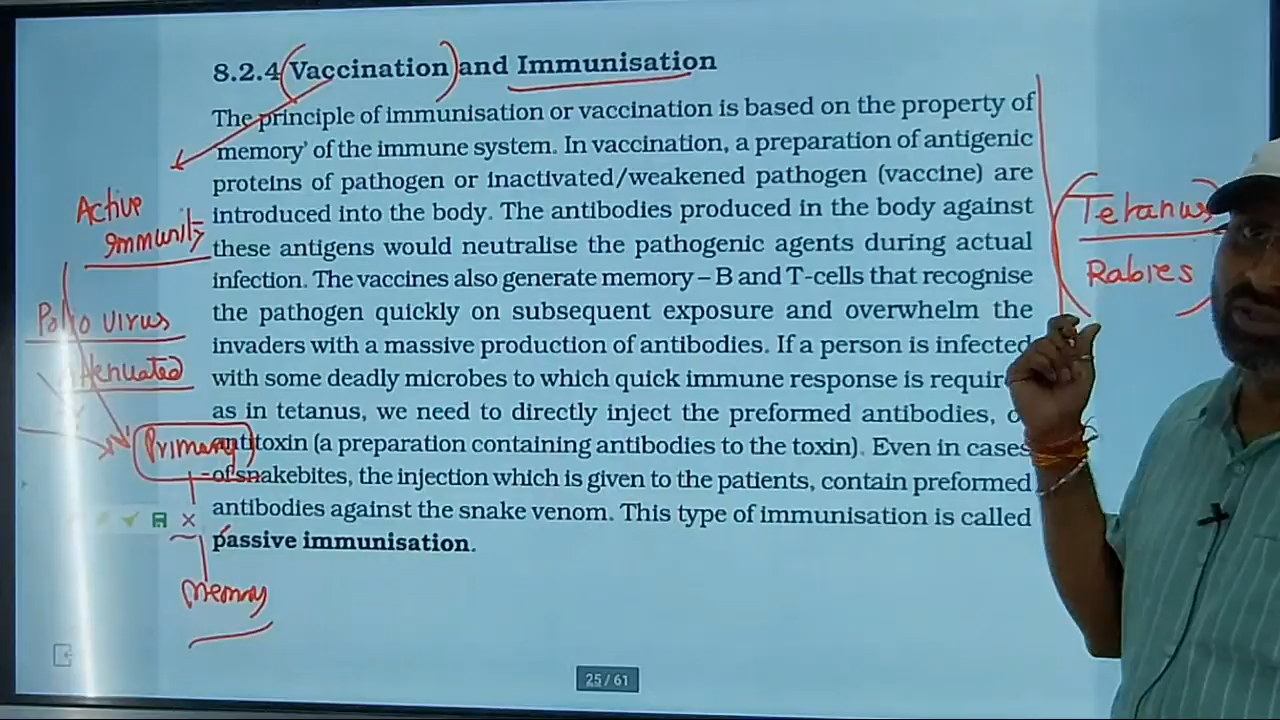 8.2.4 Vaccination and Immunisation
The principle of immunisation or vaccination is based on the property of
memory' of the immune system. In vaccination, a preparation of antigenic
proteins of pathogen or inactivated/weakened pathogen (vaccine) are
introduced into the body. The antibodies produced in the body against
these antigens would neutralise the pathogenic agents during actual
infection. The vaccines also generate memory – B and T-cells that recognise
the pathogen quickly on subsequent exposure and overwhelm the
invaders with a massive production of antibodies. If a person is infected
with some deadly microbes to which quick immune response is requir
as in tetanus, we need to directly inject the preformed antibodies, o
antitoxin (a preparation containing antibodies to the toxin). Even in cases
of snakebites, the injection which is given to the patients, contain preformed
antibodies against the snake venom. This type of immunisation is called
passive immunisation.
Active
Immunity
Polio virus
Attenuated
Primary
Memory
Tetanus
Rabies
25 / 61